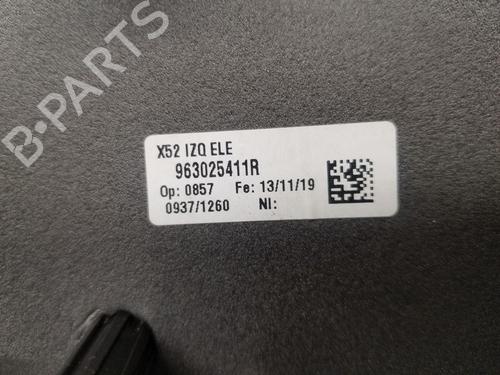 X52 IZQ ELE
963025411R
Op: 0857 Fe: 13/11/19
0937/1260 NI:
B-PARTS